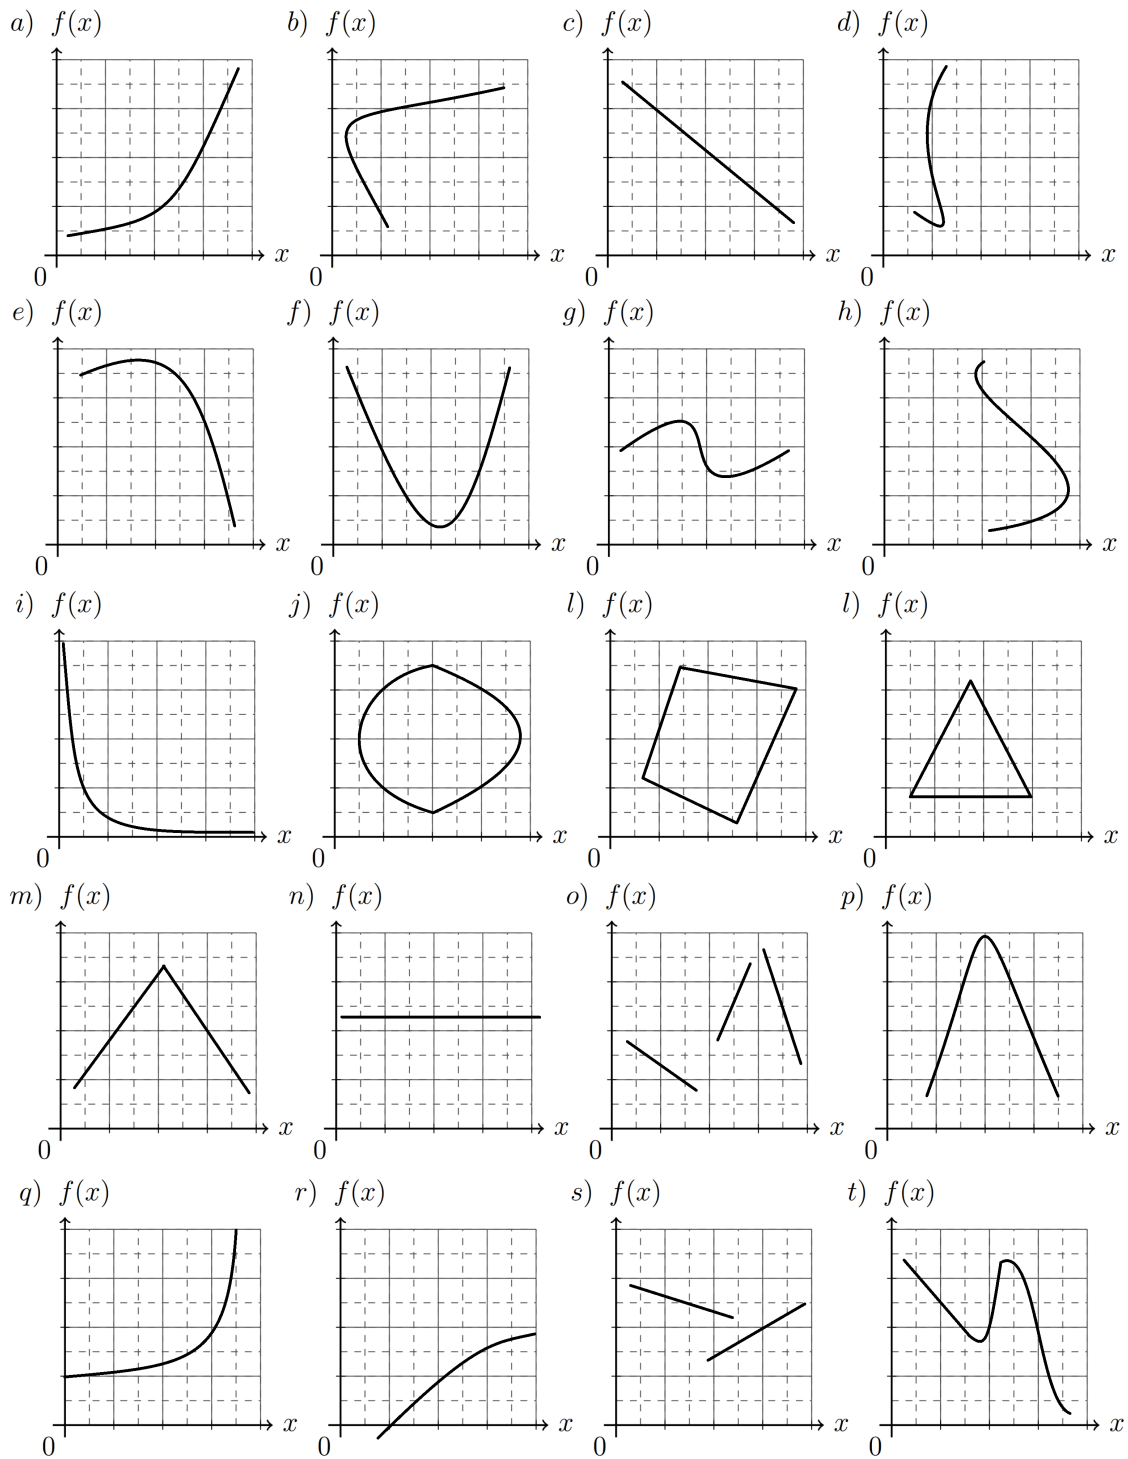 a) f(x) b) f(x) c) f(x) d) f(x)
0 x 0 x 0 x 0 x
e) f(x) f) f(x) g) f(x) h) f(x)
0 x 0 x 0 x 0 x
i) f(x) j) f(x) l) f(x) l) f(x)
0 x 0 x 0 x 0 x
m) f(x) n) f(x) o) f(x) p) f(x)
0 x 0 x 0 x 0 x
q) f(x) r) f(x) s) f(x) t) f(x)
0 x 0 x 0 x 0 x